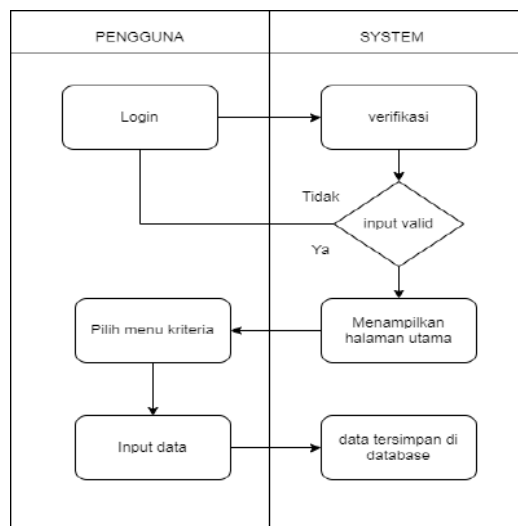 PENGGUNA
SYSTEM
Login
verifikasi
Tidak
input valid
Ya
Pilih menu kriteria
Menampilkan
halaman utama
Input data
data tersimpan di
database